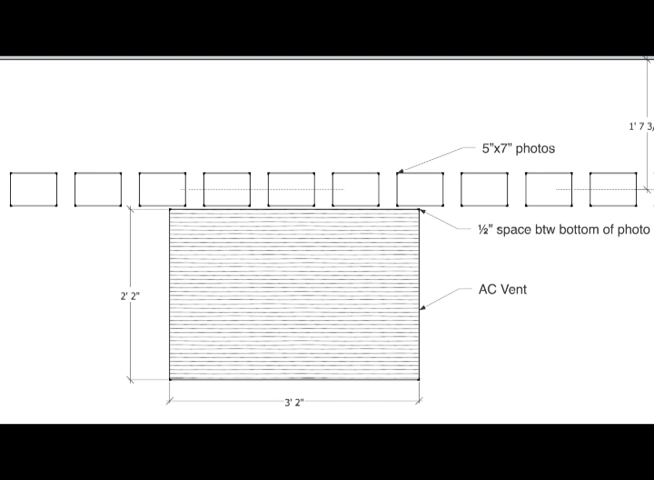 1' 7 3/
5"x7" photos
½" space btw bottom of photo
2' 2"
AC Vent
3' 2"